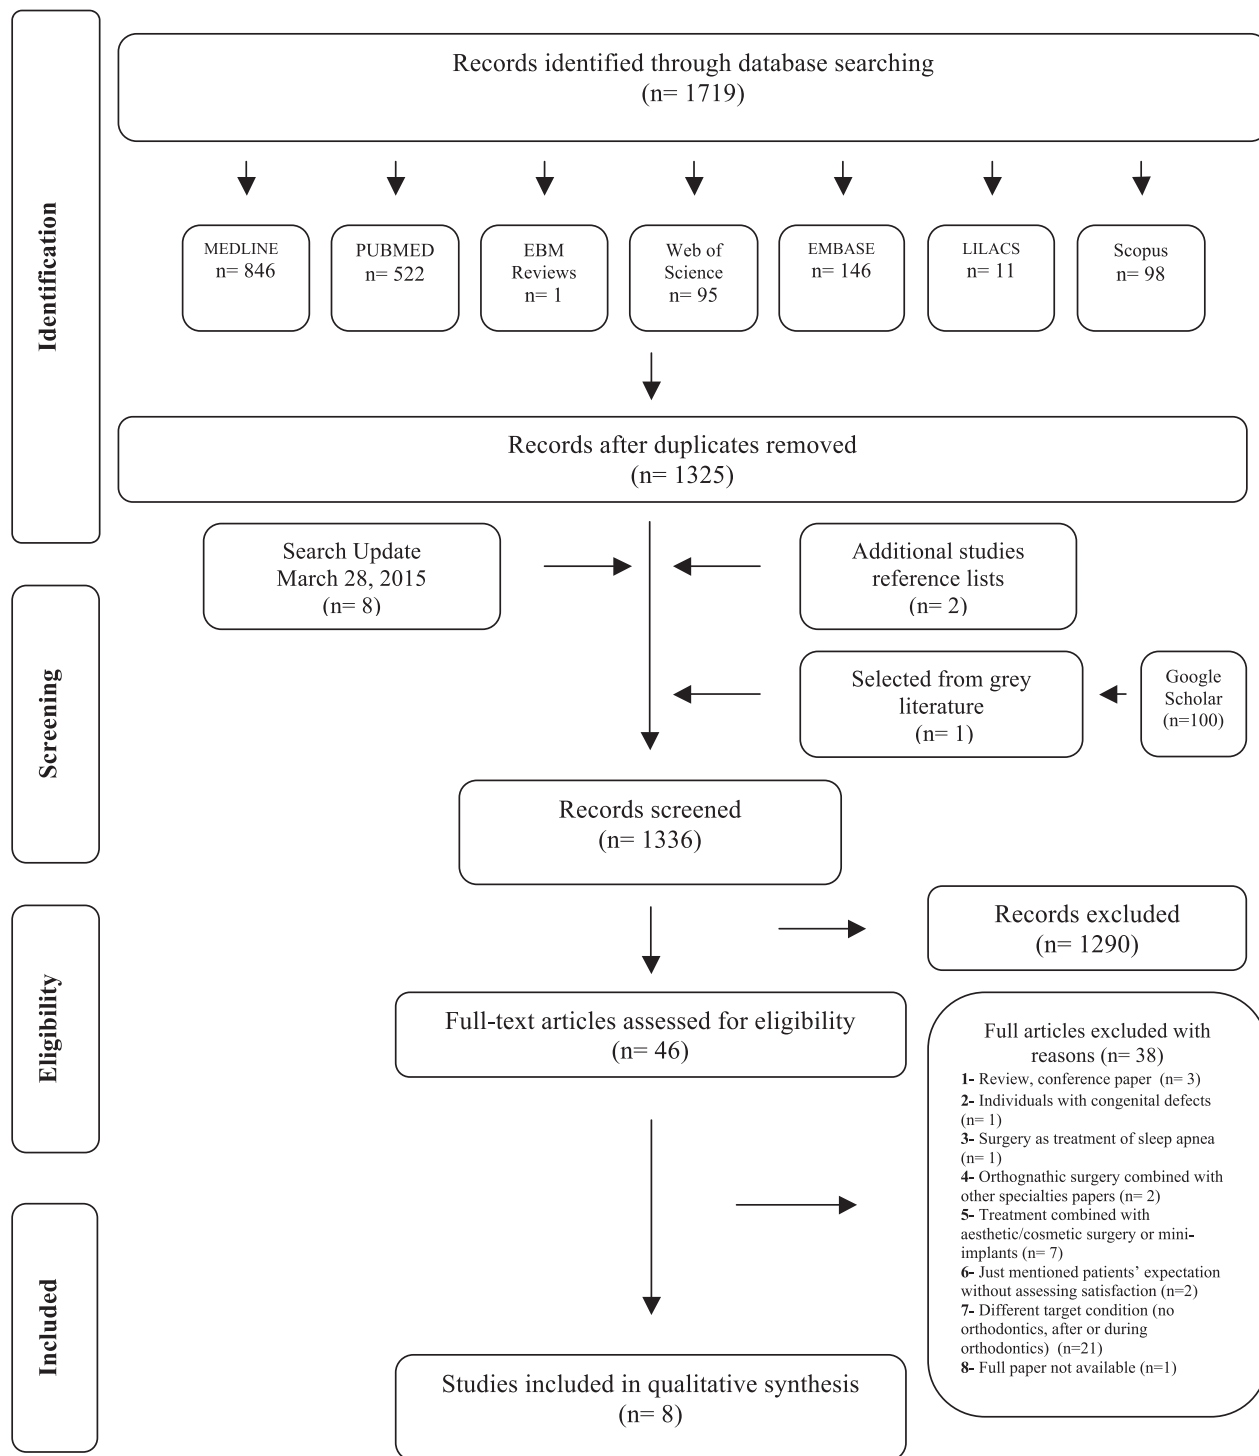 Identification
Records identified through database searching
(n= 1719)
MEDLINE
n= 846
PUBMED
n= 522
EBM
Reviews
n= 1
Web of
Science
n= 95
EMBASE
n= 146
LILACS
n= 11
Scopus
n= 98
Records after duplicates removed
(n= 1325)
Screening
Search Update
March 28, 2015
(n= 8)
Additional studies
reference lists
(n= 2)
Selected from grey
literature
(n= 1)
Google
Scholar
(n=100)
Records screened
(n= 1336)
Eligibility
Records excluded
(n= 1290)
Full-text articles assessed for eligibility
(n= 46)
Full articles excluded with
reasons (n= 38)
1- Review, conference paper (n= 3)
2- Individuals with congenital defects
(n= 1)
3- Surgery as treatment of sleep apnea
(n= 1)
4- Orthognathic surgery combined with
other specialties papers (n= 2)
5- Treatment combined with
aesthetic/cosmetic surgery or mini-
implants (n= 7)
6- Just mentioned patients’ expectation
without assessing satisfaction (n=2)
7- Different target condition (no
orthodontics, after or during
orthodontics) (n=21)
8- Full paper not available (n=1)
Included
Studies included in qualitative synthesis
(n= 8)